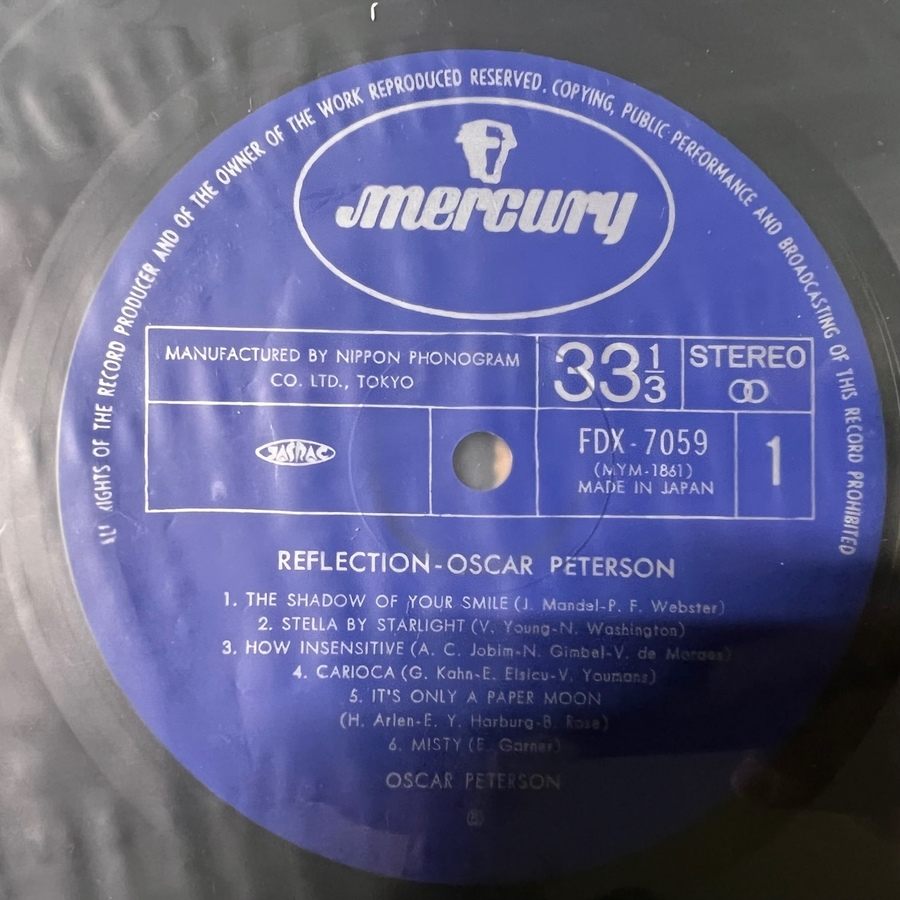 ALL RIGHTS OF THE RECORD PRODUCER AND OF THE OWNER OF THE WORK REPRODUCED RESERVED. COPYING, PUBLIC PERFORMANCE AND BROADCASTING OF THIS RECORD PROHIBITED
mercury
MANUFACTURED BY NIPPON PHONOGRAM
CO. LTD., TOKYO
33 1/3
STEREO
JASRAC
FDX-7059
(MYM-1861)
MADE IN JAPAN
1
REFLECTION-OSCAR PETERSON
1. THE SHADOW OF YOUR SMILE (J. Mandel-P. F. Webster)
2. STELLA BY STARLIGHT (V. Young-N. Washington)
3. HOW INSENSITIVE (A. C. Jobim-N. Gimbel-V. de Moraes)
4. CARIOCA (G. Kahn-E. Elsicu-V. Youmans)
5. IT'S ONLY A PAPER MOON
(H. Arlen-E. Y. Harburg-B. Rose)
6. MISTY (E. Garner)
OSCAR PETERSON